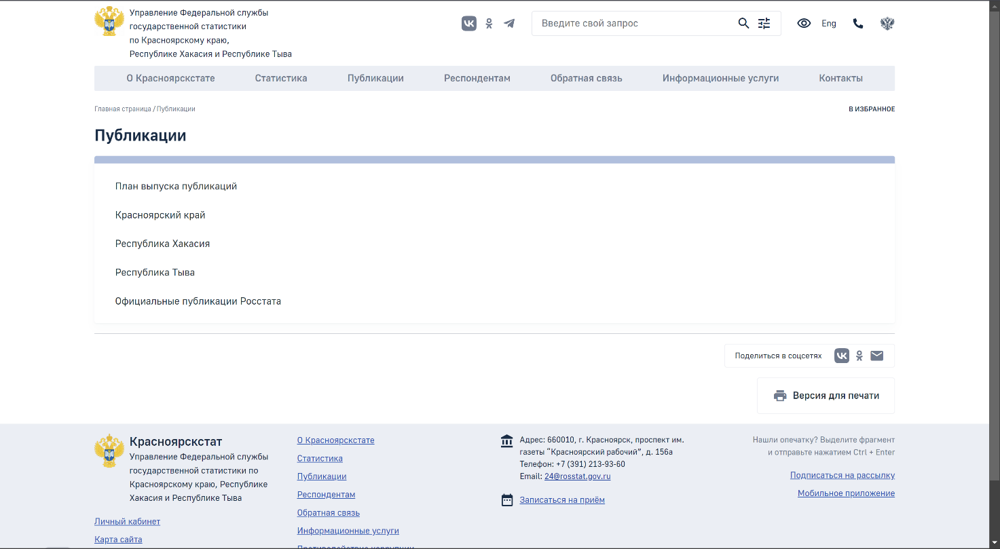 Управление Федеральной службы
государственной статистики
по Красноярскому краю,
Республике Хакасия и Республике Тыва
Введите свой запрос
Eng
О Красноярскстате
Статистика
Публикации
Респондентам
Обратная связь
Информационные услуги
Контакты
Главная страница / Публикации
В ИЗБРАННОЕ
Публикации
План выпуска публикаций
Красноярский край
Республика Хакасия
Республика Тыва
Официальные публикации Росстата
Поделиться в соцсетях
Версия для печати
Красноярскстат
Управление Федеральной службы
государственной статистики по
Красноярскому краю, Республике
Хакасия и Республике Тыва
Личный кабинет
Карта сайта
О Красноярскстате
Статистика
Публикации
Респондентам
Обратная связь
Информационные услуги
Противодействие коррупции
Адрес: 660010, г. Красноярск, проспект им.
газеты “Красноярский рабочий”, д. 156а
Телефон: +7 (391) 213-93-60
Email: 24@rosstat.gov.ru
Записаться на приём
Нашли опечатку? Выделите фрагмент
и отправьте нажатием Ctrl + Enter
Подписаться на рассылку
Мобильное приложение